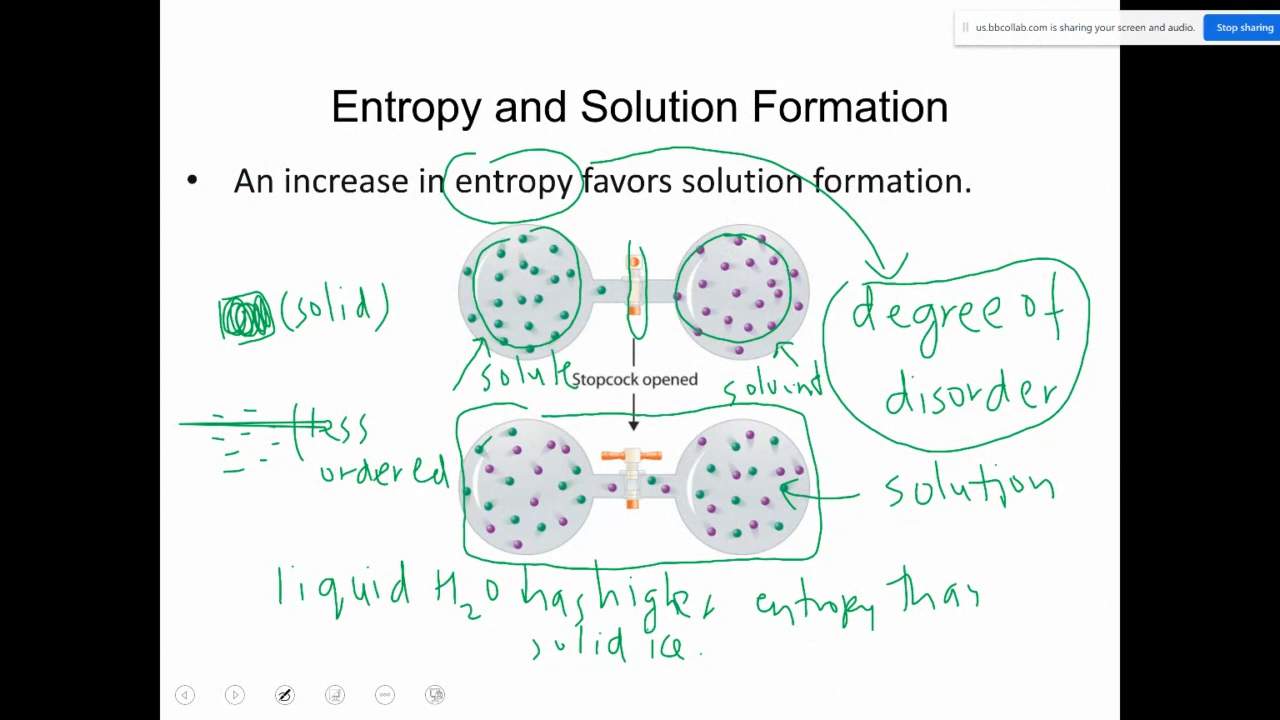 us.bbcollab.com is sharing your screen and audio.
Stop sharing
Entropy and Solution Formation
• An increase in entropy favors solution formation.
(solid)
degree of
disorder
solute
Stopcock opened
solvint
less
ordered
solution
liquid H₂O has higher entropy than
solid ice.